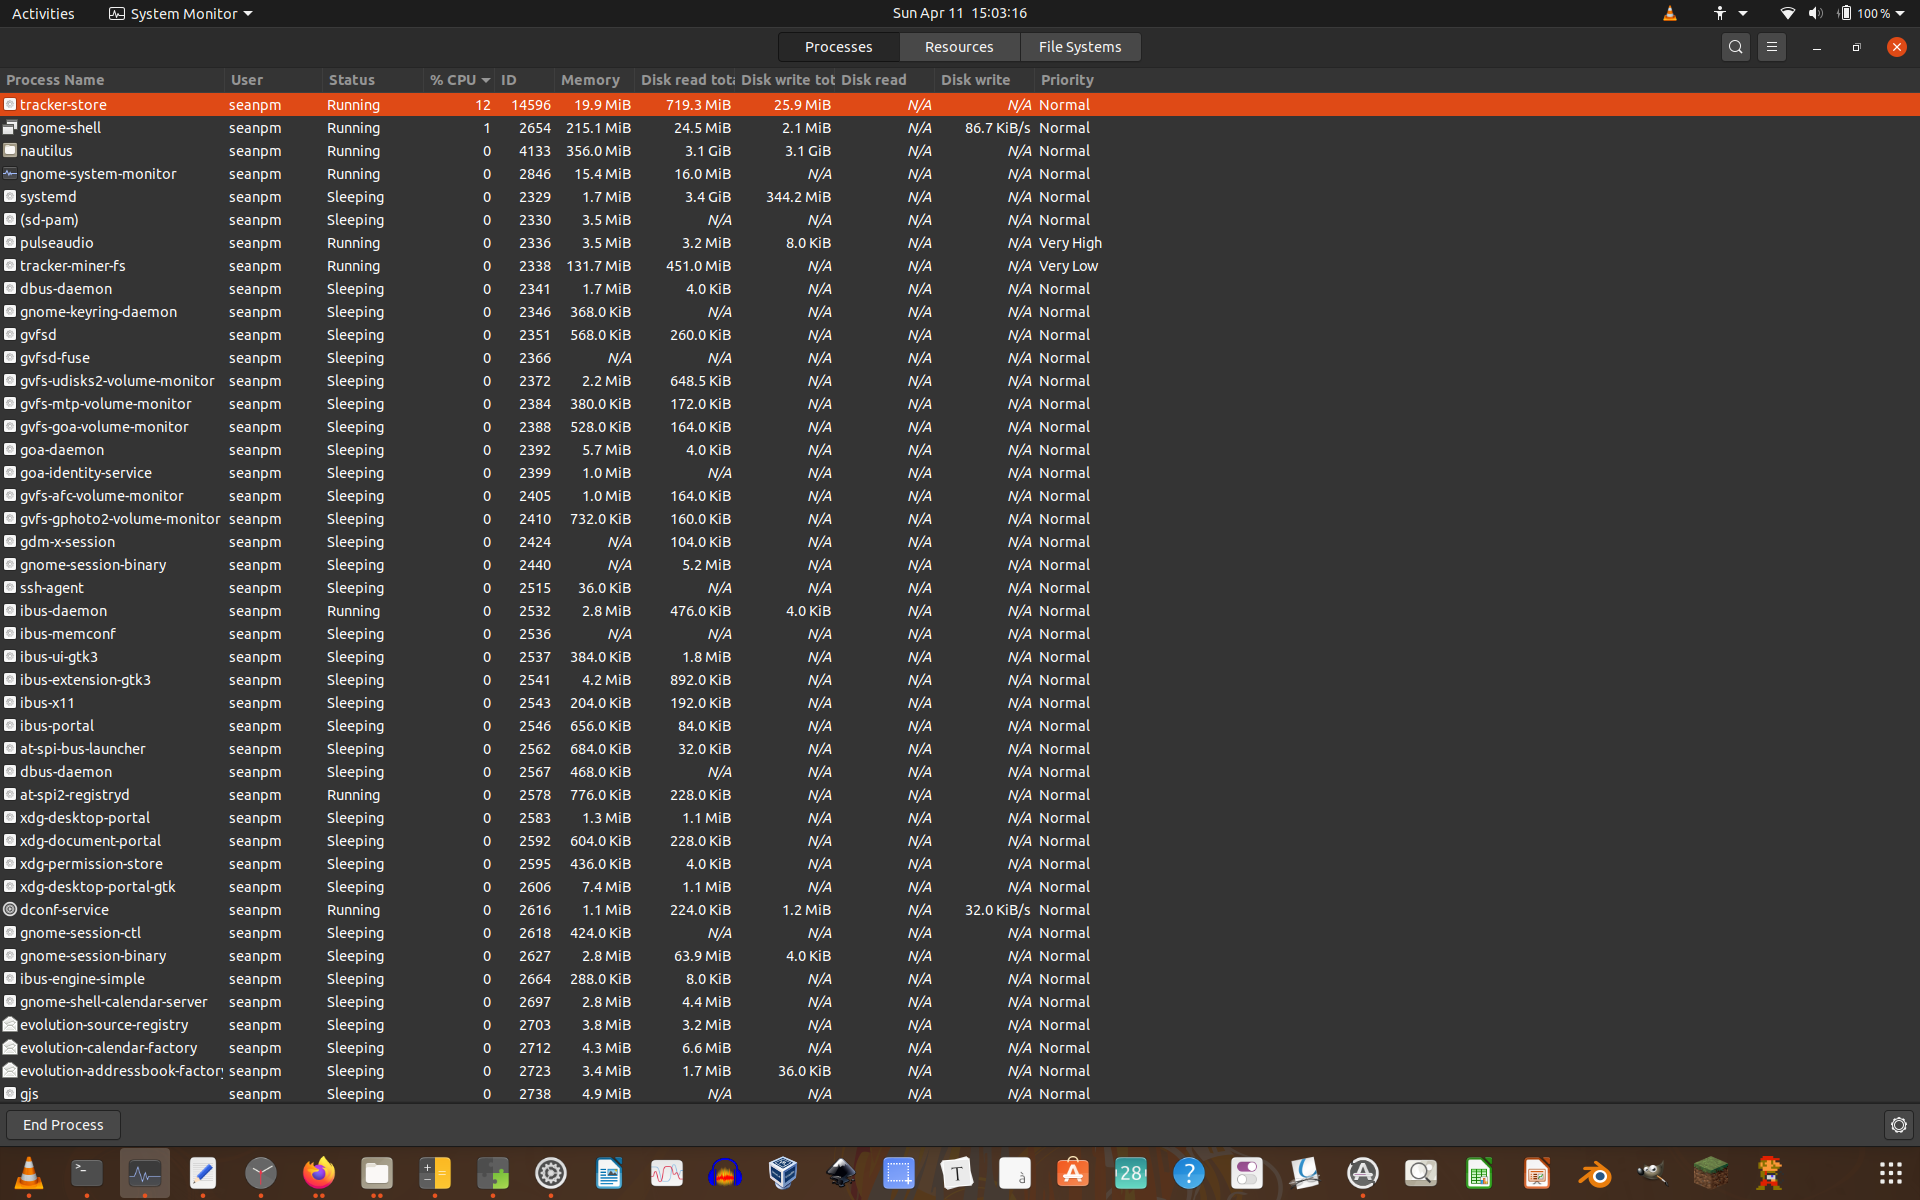 Activities System Monitor Sun Apr 11 15:03:16 100 %
Processes Resources File Systems
Process Name User Status % CPU ID Memory Disk read tota Disk write tot Disk read Disk write Priority
tracker-store seanpm Running 12 14596 19.9 MiB 719.3 MiB 25.9 MiB N/A N/A Normal
gnome-shell seanpm Running 1 2654 215.1 MiB 24.5 MiB 2.1 MiB N/A 86.7 KiB/s Normal
nautilus seanpm Running 0 4133 356.0 MiB 3.1 GiB 3.1 GiB N/A N/A Normal
gnome-system-monitor seanpm Running 0 2846 15.4 MiB 16.0 MiB N/A N/A N/A Normal
systemd seanpm Sleeping 0 2329 1.7 MiB 3.4 GiB 344.2 MiB N/A N/A Normal
(sd-pam) seanpm Sleeping 0 2330 3.5 MiB N/A N/A N/A N/A Normal
pulseaudio seanpm Running 0 2336 3.5 MiB 3.2 MiB 8.0 KiB N/A N/A Very High
tracker-miner-fs seanpm Running 0 2338 131.7 MiB 451.0 MiB N/A N/A N/A Very Low
dbus-daemon seanpm Sleeping 0 2341 1.7 MiB 4.0 KiB N/A N/A N/A Normal
gnome-keyring-daemon seanpm Sleeping 0 2346 368.0 KiB N/A N/A N/A N/A Normal
gvfsd seanpm Sleeping 0 2351 568.0 KiB 260.0 KiB N/A N/A N/A Normal
gvfsd-fuse seanpm Sleeping 0 2366 N/A N/A N/A N/A N/A Normal
gvfs-udisks2-volume-monitor seanpm Sleeping 0 2372 2.2 MiB 648.5 KiB N/A N/A N/A Normal
gvfs-mtp-volume-monitor seanpm Sleeping 0 2384 380.0 KiB 172.0 KiB N/A N/A N/A Normal
gvfs-goa-volume-monitor seanpm Sleeping 0 2388 528.0 KiB 164.0 KiB N/A N/A N/A Normal
goa-daemon seanpm Sleeping 0 2392 5.7 MiB 4.0 KiB N/A N/A N/A Normal
goa-identity-service seanpm Sleeping 0 2399 1.0 MiB N/A N/A N/A N/A Normal
gvfs-afc-volume-monitor seanpm Sleeping 0 2405 1.0 MiB 164.0 KiB N/A N/A N/A Normal
gvfs-gphoto2-volume-monitor seanpm Sleeping 0 2410 732.0 KiB 160.0 KiB N/A N/A N/A Normal
gdm-x-session seanpm Sleeping 0 2424 N/A 104.0 KiB N/A N/A N/A Normal
gnome-session-binary seanpm Sleeping 0 2440 N/A 5.2 MiB N/A N/A N/A Normal
ssh-agent seanpm Sleeping 0 2515 36.0 KiB N/A N/A N/A N/A Normal
ibus-daemon seanpm Running 0 2532 2.8 MiB 476.0 KiB 4.0 KiB N/A N/A Normal
ibus-memconf seanpm Sleeping 0 2536 N/A N/A N/A N/A N/A Normal
ibus-ui-gtk3 seanpm Sleeping 0 2537 384.0 KiB 1.8 MiB N/A N/A N/A Normal
ibus-extension-gtk3 seanpm Sleeping 0 2541 4.2 MiB 892.0 KiB N/A N/A N/A Normal
ibus-x11 seanpm Sleeping 0 2543 204.0 KiB 192.0 KiB N/A N/A N/A Normal
ibus-portal seanpm Sleeping 0 2546 656.0 KiB 84.0 KiB N/A N/A N/A Normal
at-spi-bus-launcher seanpm Sleeping 0 2562 684.0 KiB 32.0 KiB N/A N/A N/A Normal
dbus-daemon seanpm Sleeping 0 2567 468.0 KiB N/A N/A N/A N/A Normal
at-spi2-registryd seanpm Running 0 2578 776.0 KiB 228.0 KiB N/A N/A N/A Normal
xdg-desktop-portal seanpm Sleeping 0 2583 1.3 MiB 1.1 MiB N/A N/A N/A Normal
xdg-document-portal seanpm Sleeping 0 2592 604.0 KiB 228.0 KiB N/A N/A N/A Normal
xdg-permission-store seanpm Sleeping 0 2595 436.0 KiB 4.0 KiB N/A N/A N/A Normal
xdg-desktop-portal-gtk seanpm Sleeping 0 2606 7.4 MiB 1.1 MiB N/A N/A N/A Normal
dconf-service seanpm Running 0 2616 1.1 MiB 224.0 KiB 1.2 MiB N/A 32.0 KiB/s Normal
gnome-session-ctl seanpm Sleeping 0 2618 424.0 KiB N/A N/A N/A N/A Normal
gnome-session-binary seanpm Sleeping 0 2627 2.8 MiB 63.9 MiB 4.0 KiB N/A N/A Normal
ibus-engine-simple seanpm Sleeping 0 2664 288.0 KiB 8.0 KiB N/A N/A N/A Normal
gnome-shell-calendar-server seanpm Sleeping 0 2697 2.8 MiB 4.4 MiB N/A N/A N/A Normal
evolution-source-registry seanpm Sleeping 0 2703 3.8 MiB 3.2 MiB N/A N/A N/A Normal
evolution-calendar-factory seanpm Sleeping 0 2712 4.3 MiB 6.6 MiB N/A N/A N/A Normal
evolution-addressbook-factory seanpm Sleeping 0 2723 3.4 MiB 1.7 MiB 36.0 KiB N/A N/A Normal
gjs seanpm Sleeping 0 2738 4.9 MiB N/A N/A N/A N/A Normal
End Process